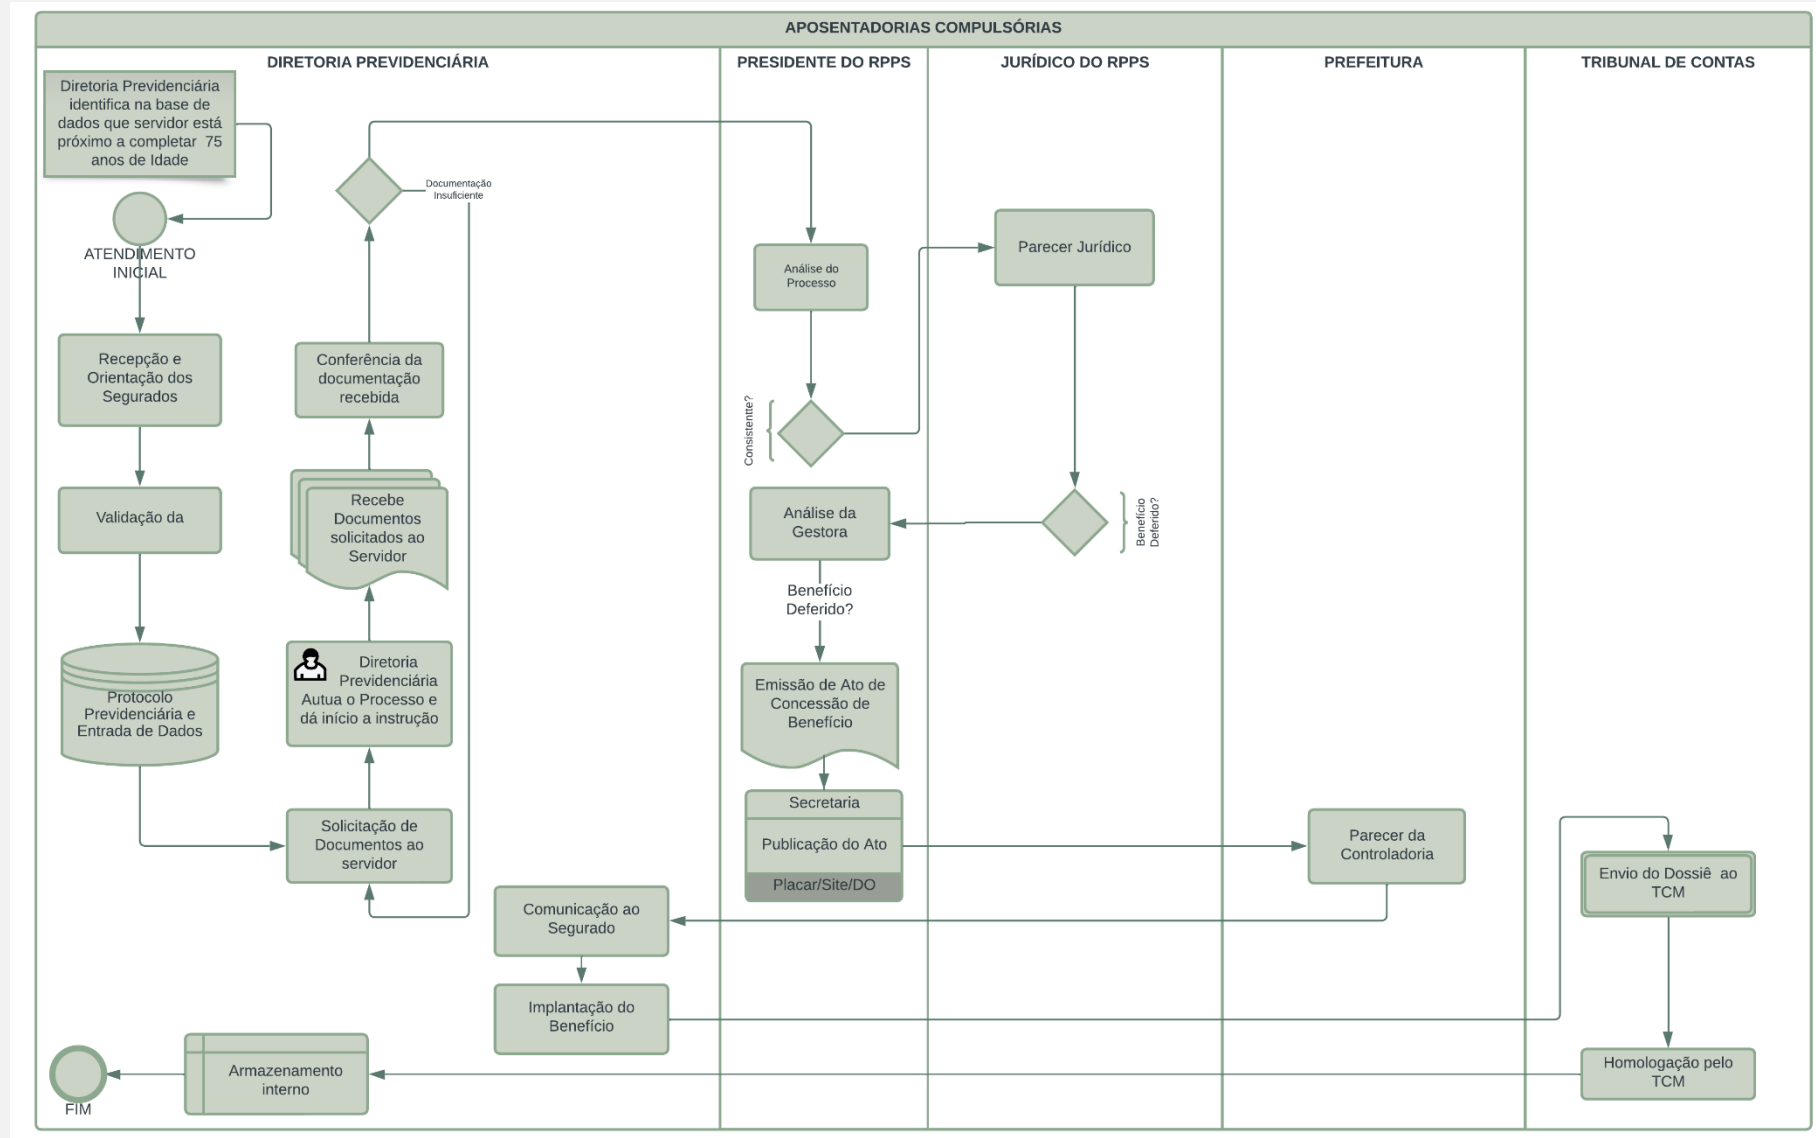 APOSENTADORIAS COMPULSÓRIAS
DIRETORIA PREVIDENCIÁRIA
PRESIDENTE DO RPPS
JURÍDICO DO RPPS
PREFEITURA
TRIBUNAL DE CONTAS
Diretoria Previdenciária
identifica na base de
dados que servidor está
próximo a completar 75
anos de Idade
ATENDIMENTO
INICIAL
Recepção e
Orientação dos
Segurados
Validação da
Protocolo
Previdenciária e
Entrada de Dados
Solicitação de
Documentos ao
servidor
Diretoria
Previdenciária
Autua o Processo e
dá início a instrução
Recebe
Documentos
solicitados ao
Servidor
Conferência da
documentação
recebida
Documentação
Insuficiente
Análise do
Processo
Consistentte?
Parecer Jurídico
Benefício
Deferido?
Análise da
Gestora
Benefício
Deferido?
Emissão de Ato de
Concessão de
Benefício
Secretaria
Publicação do Ato
Placar/Site/DO
Parecer da
Controladoria
Comunicação ao
Segurado
Implantação do
Benefício
Envio do Dossiê ao
TCM
Homologação pelo
TCM
Armazenamento
interno
FIM